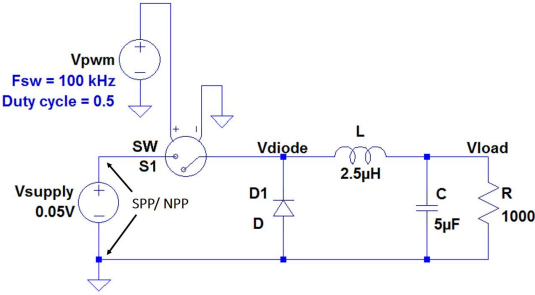 Vpwm
Fsw = 100 kHz
Duty cycle = 0.5
+
−
+
−
SW
S1
Vdiode
L
2.5µH
Vload
Vsupply
0.05V
+
−
SPP/ NPP
D1
D
C
5µF
R
1000